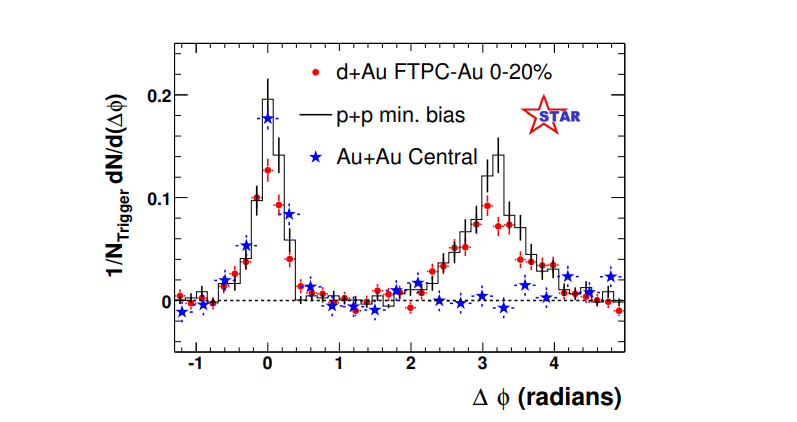 d+Au FTPC-Au 0-20%
p+p min. bias
Au+Au Central
STAR
1/N_Trigger dN/d(Δφ)
0.2
0.1
0
-1 0 1 2 3 4
Δ φ (radians)